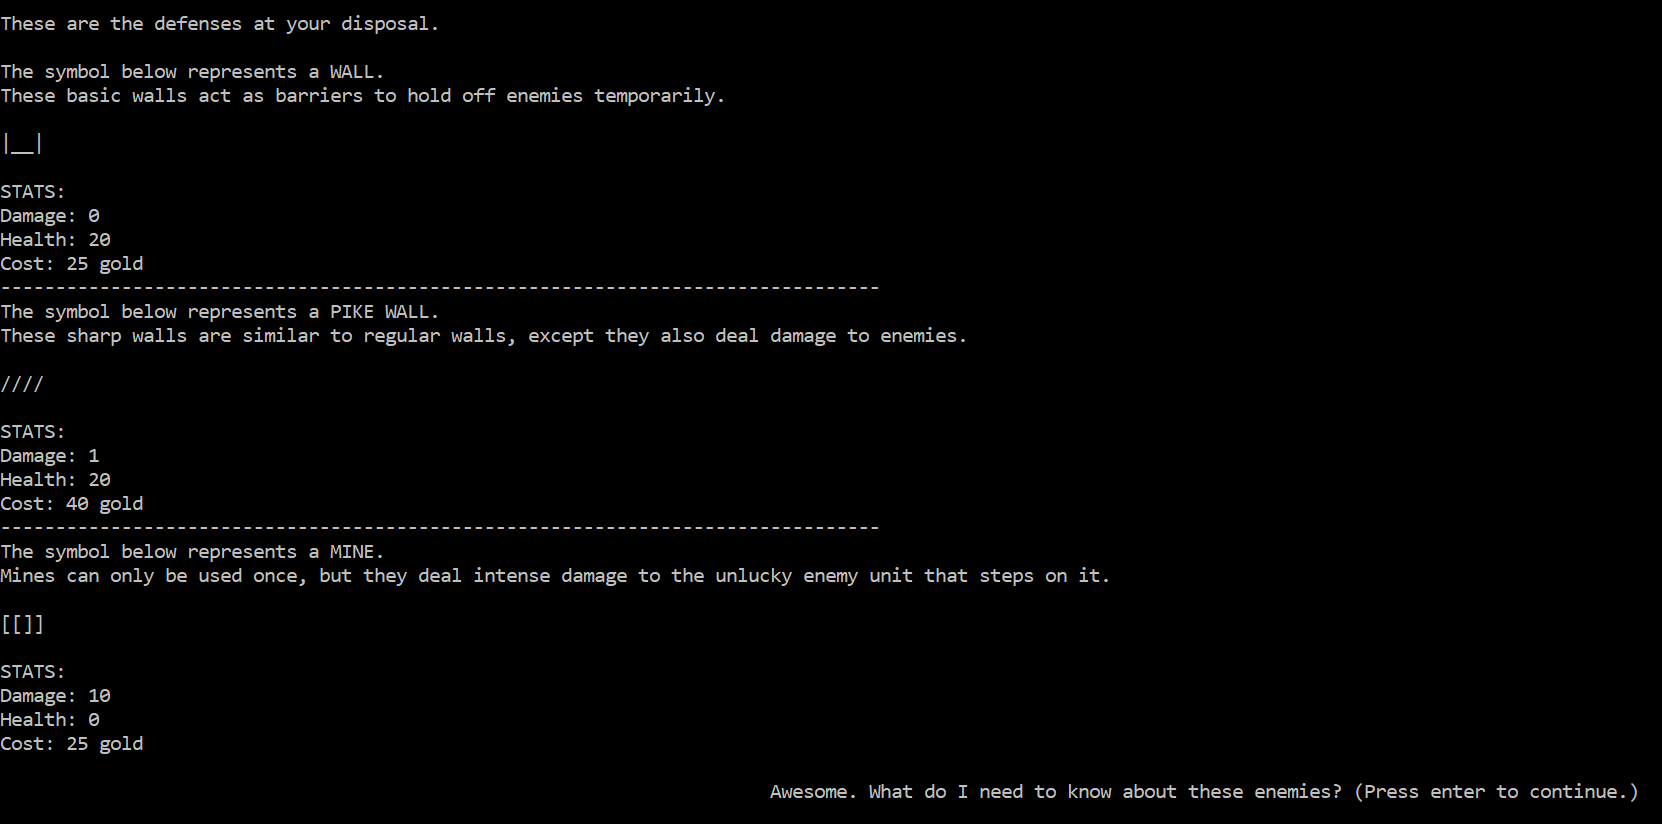 These are the defenses at your disposal.
The symbol below represents a WALL.
These basic walls act as barriers to hold off enemies temporarily.
|__|
STATS:
Damage: 0
Health: 20
Cost: 25 gold
--------------------------------------------------------------------------------
The symbol below represents a PIKE WALL.
These sharp walls are similar to regular walls, except they also deal damage to enemies.
////
STATS:
Damage: 1
Health: 20
Cost: 40 gold
--------------------------------------------------------------------------------
The symbol below represents a MINE.
Mines can only be used once, but they deal intense damage to the unlucky enemy unit that steps on it.
[[]]
STATS:
Damage: 10
Health: 0
Cost: 25 gold
Awesome. What do I need to know about these enemies? (Press enter to continue.)